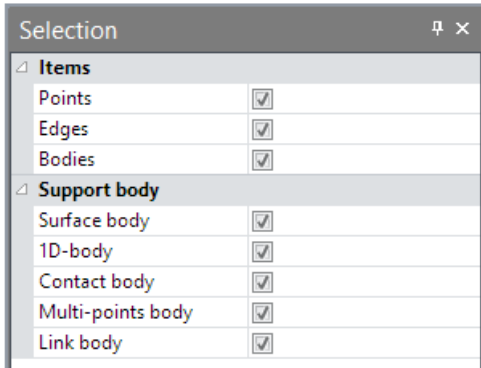 Selection
Items
Points
Edges
Bodies
Support body
Surface body
1D-body
Contact body
Multi-points body
Link body